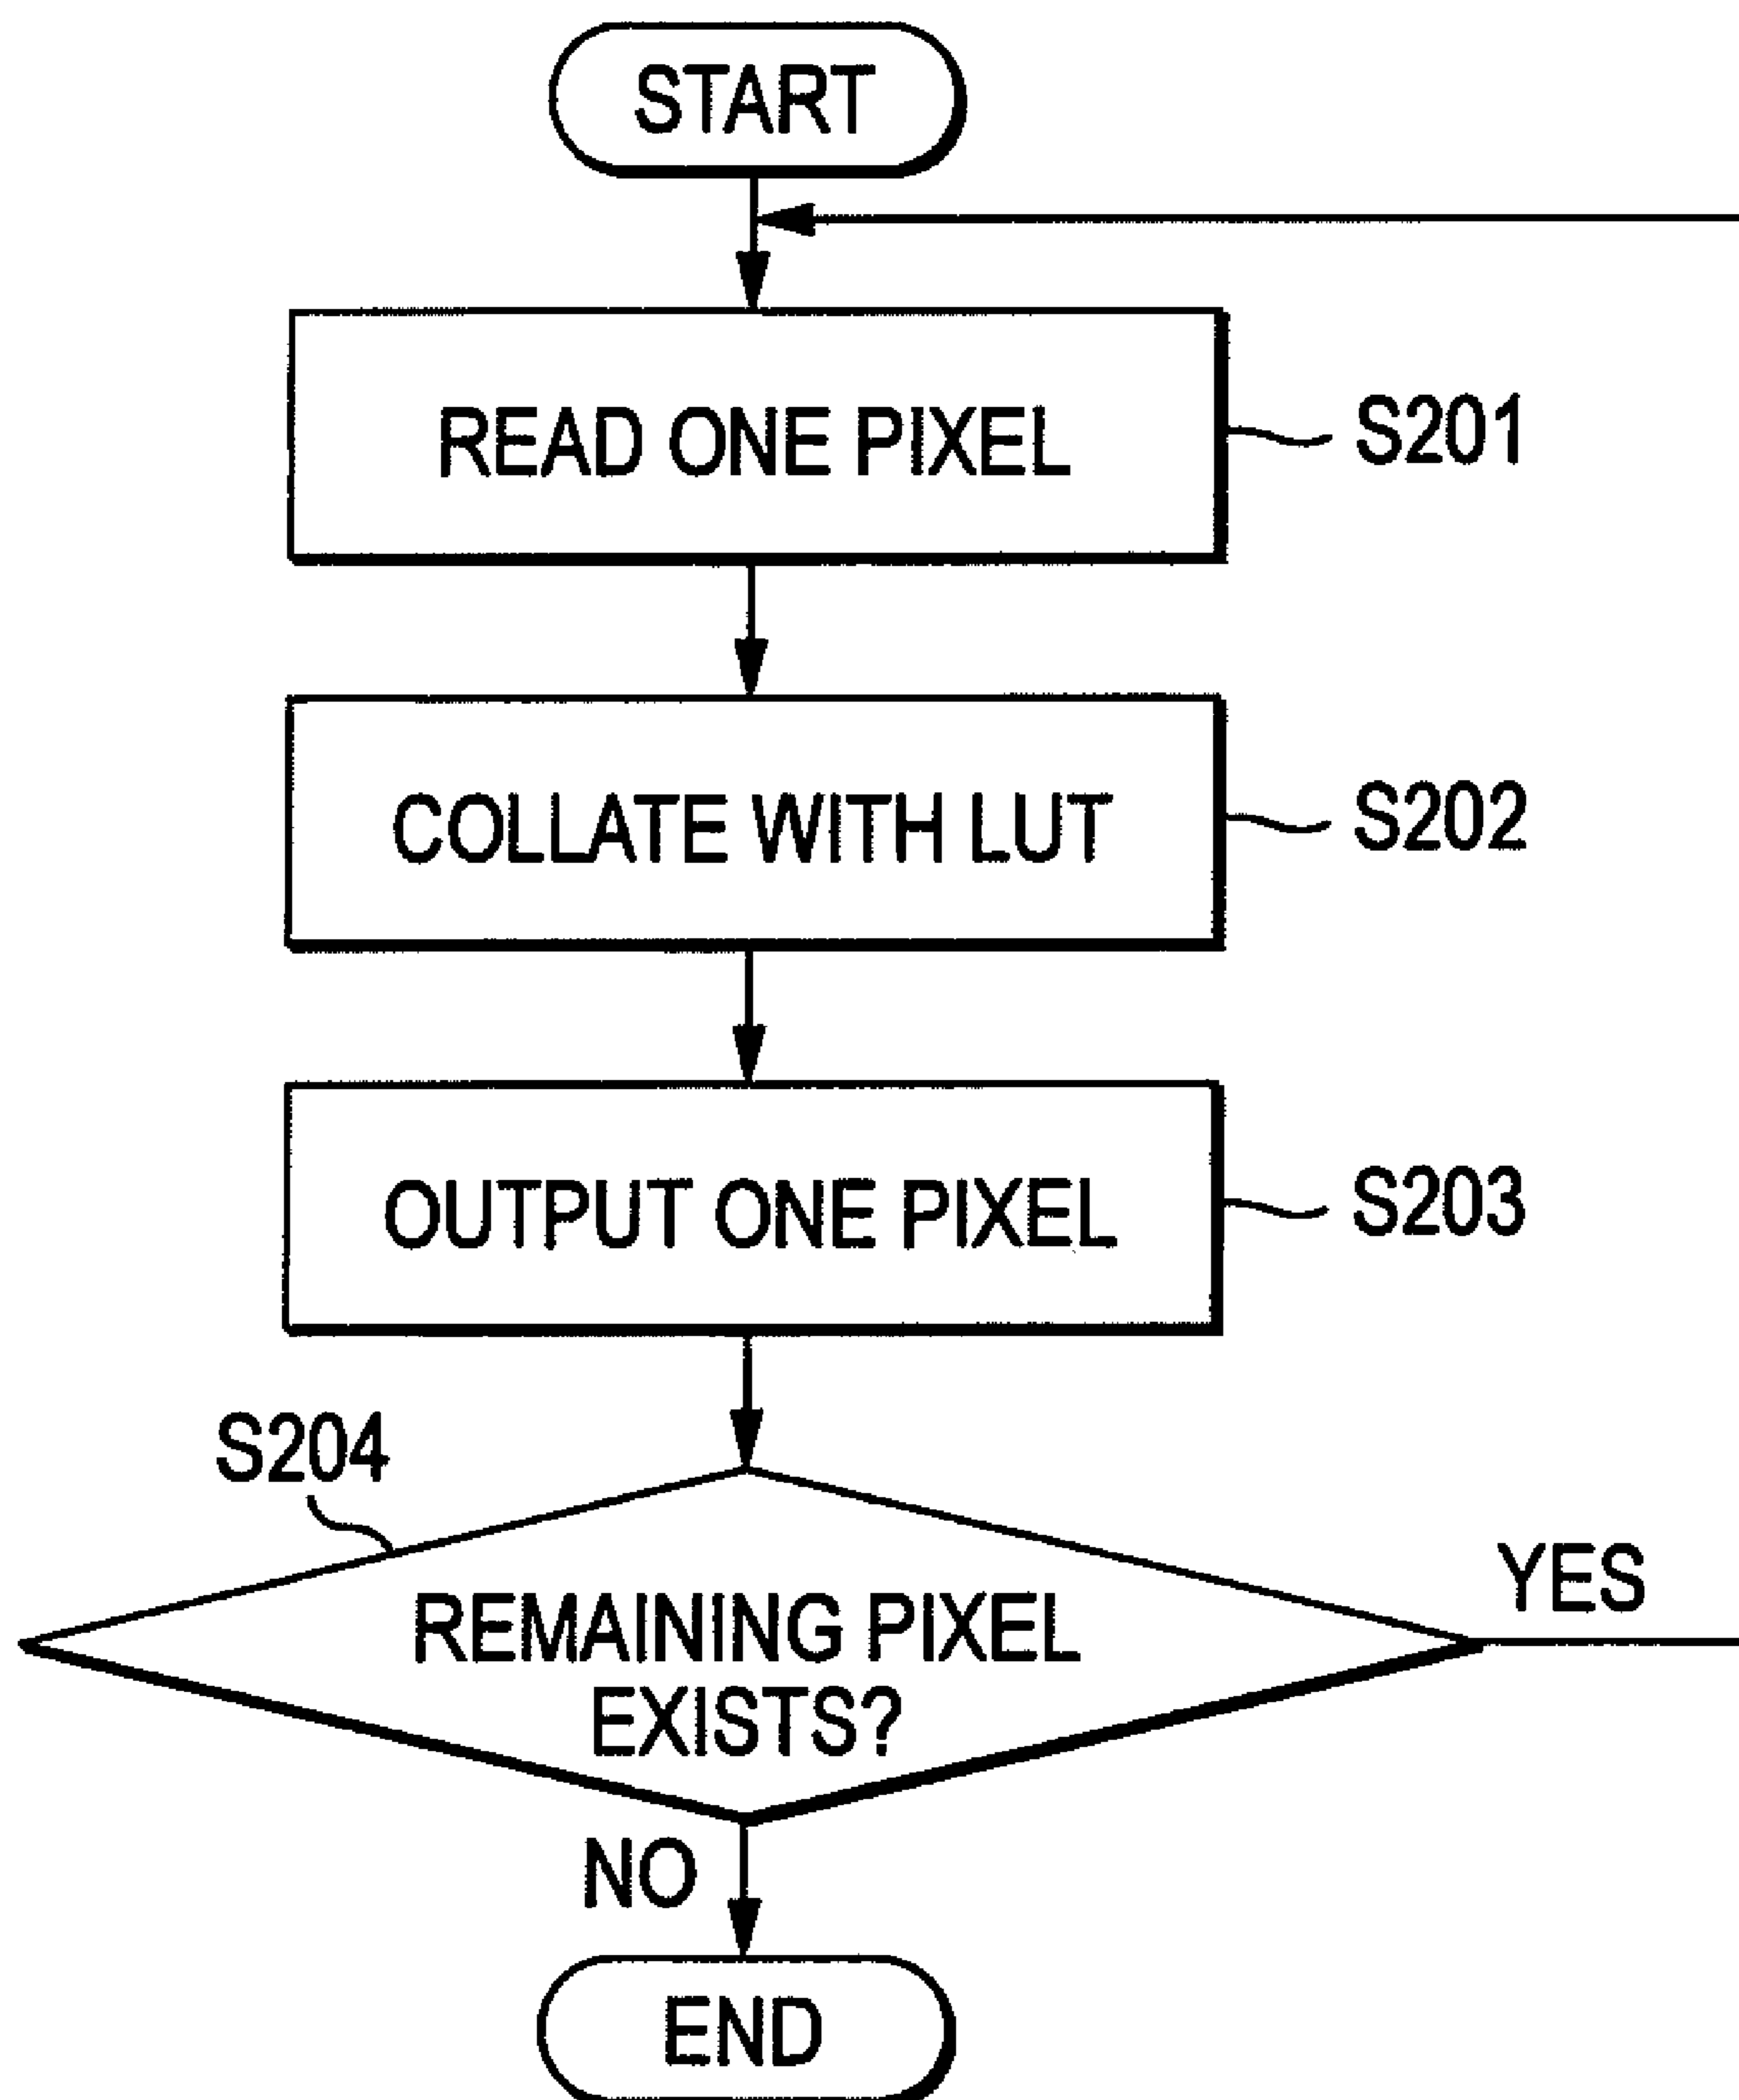 START
READ ONE PIXEL
S201
COLLATE WITH LUT
S202
OUTPUT ONE PIXEL
S203
S204
REMAINING PIXEL
EXISTS?
YES
NO
END